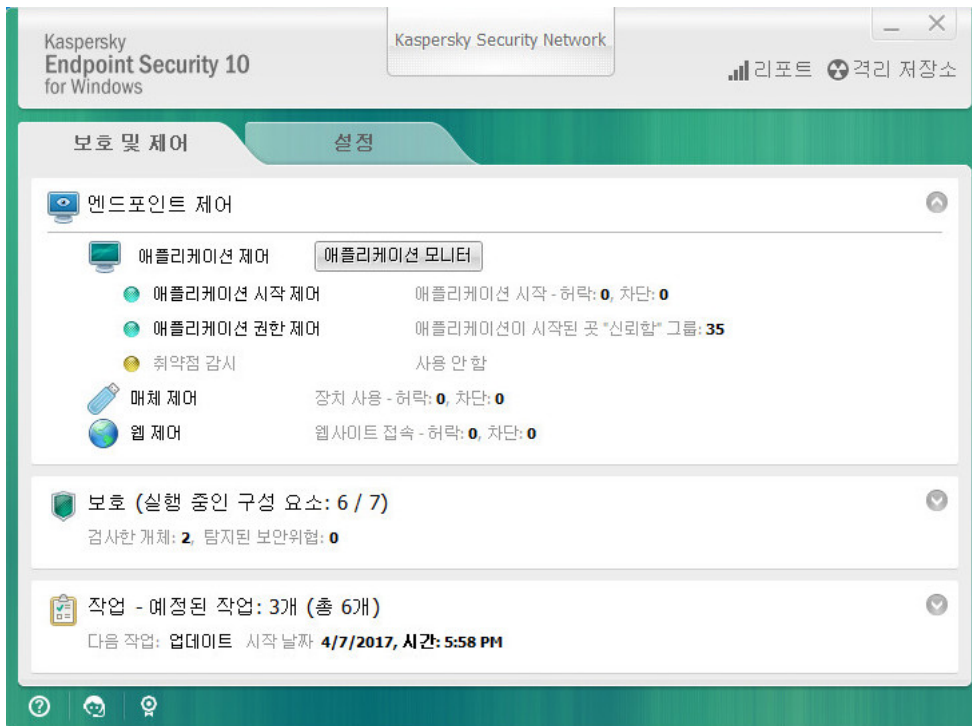 Kaspersky
Endpoint Security 10
for Windows
Kaspersky Security Network
리포트 격리 저장소
보호 및 제어 설정
엔드포인트 제어
애플리케이션 제어 애플리케이션 모니터
애플리케이션 시작 제어 애플리케이션 시작 - 허락: 0, 차단: 0
애플리케이션 권한 제어 애플리케이션이 시작된 곳 "신뢰함" 그룹: 35
취약점 감시 사용 안 함
매체 제어 장치 사용 - 허락: 0, 차단: 0
웹 제어 웹사이트 접속 - 허락: 0, 차단: 0
보호 (실행 중인 구성 요소: 6 / 7)
검사한 개체: 2, 탐지된 보안위협: 0
작업 - 예정된 작업: 3개 (총 6개)
다음 작업: 업데이트 시작 날짜 4/7/2017, 시간: 5:58 PM